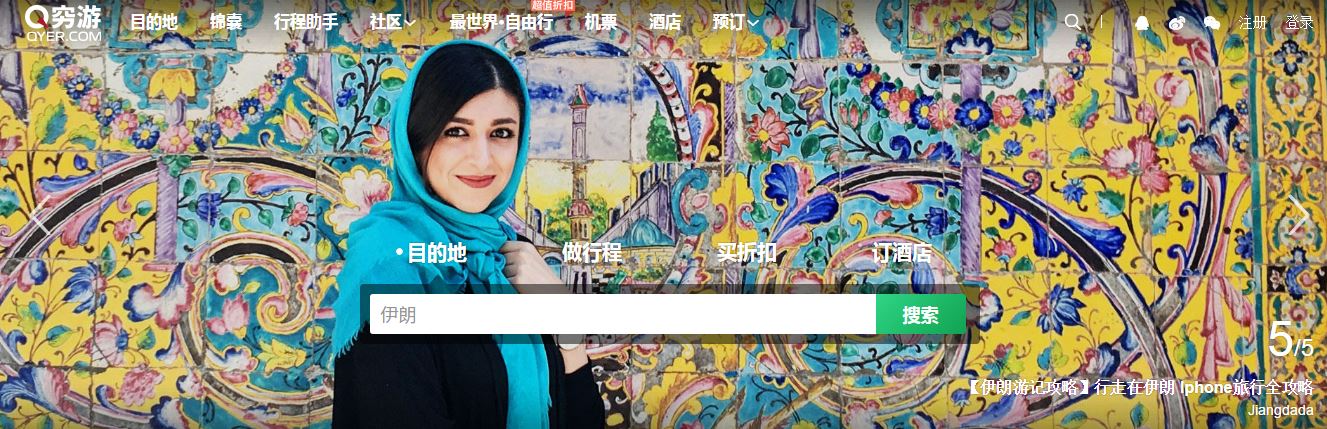 穷游
QYER.COM
目的地 锦囊 行程助手 社区 最世界·自由行 超值折扣 机票 酒店 预订 注册 登录
• 目的地 做行程 买折扣 订酒店
伊朗 搜索
5/5
【伊朗游记攻略】行走在伊朗 Iphone旅行全攻略
Jiangdada